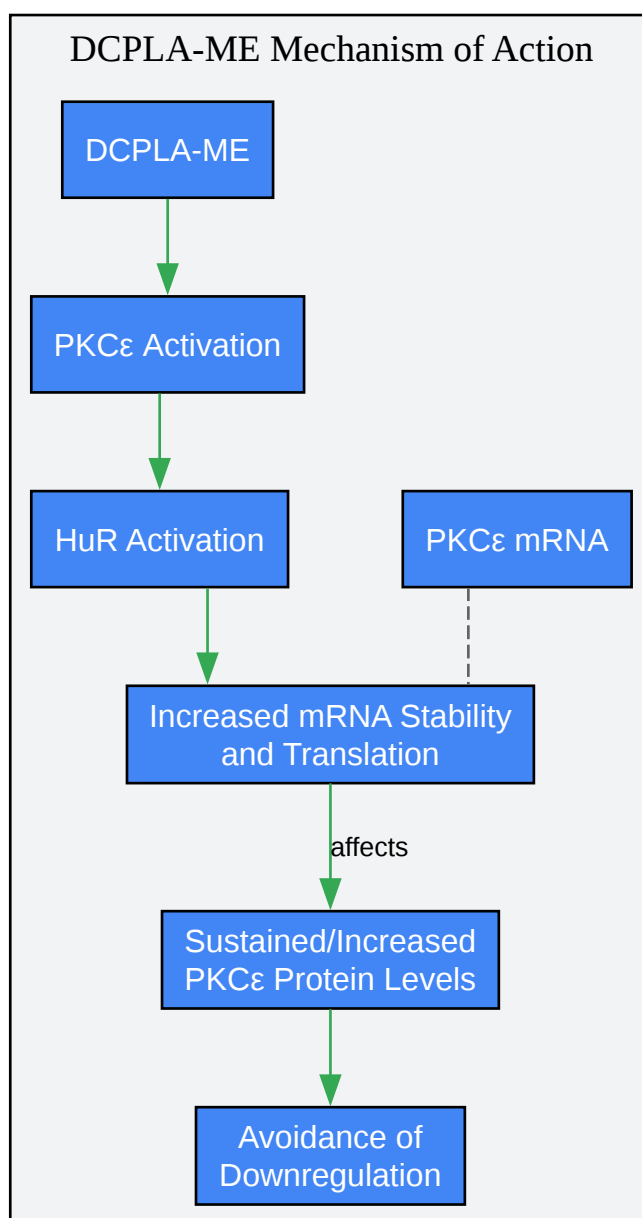 DCPLA-ME Mechanism of Action
DCPLA-ME
PKCε Activation
HuR Activation
PKCε mRNA
Increased mRNA Stability
and Translation
affects
Sustained/Increased
PKCε Protein Levels
Avoidance of
Downregulation